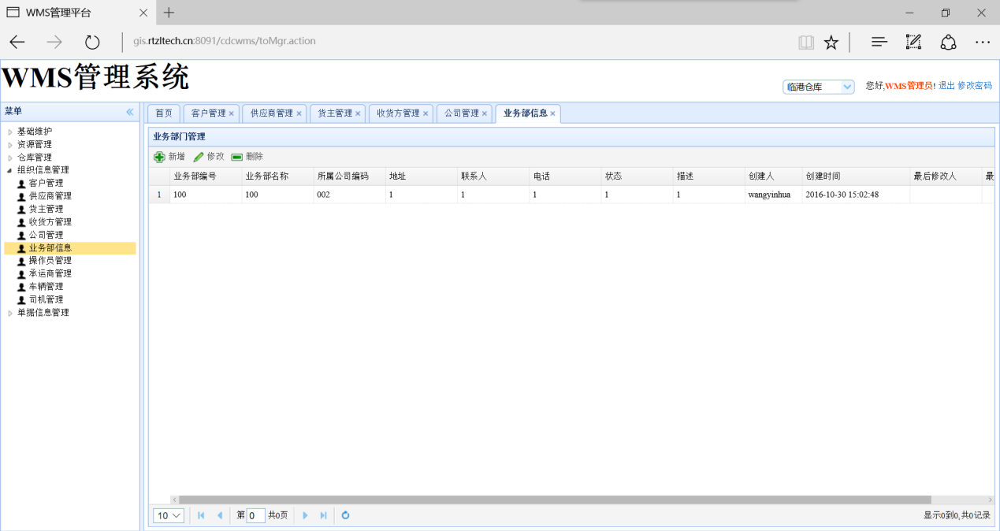 WMS管理平台
gis.rtzltech.cn:8091/cdcwms/toMgr.action
WMS管理系统
临港仓库 您好,WMS管理员! 退出 修改密码
菜单
首页 客户管理 供应商管理 货主管理 收货方管理 公司管理 业务部信息
基础维护
资源管理
仓库管理
组织信息管理
客户管理
供应商管理
货主管理
收货方管理
公司管理
业务部信息
操作员管理
承运商管理
车辆管理
司机管理
单据信息管理
业务部门管理
新增 修改 删除
业务部编号 业务部名称 所属公司编码 地址 联系人 电话 状态 描述 创建人 创建时间 最后修改人 最
1 100 100 002 1 1 1 1 1 wangyinhua 2016-10-30 15:02:48
10 第 0 共0页 显示0到0,共0记录